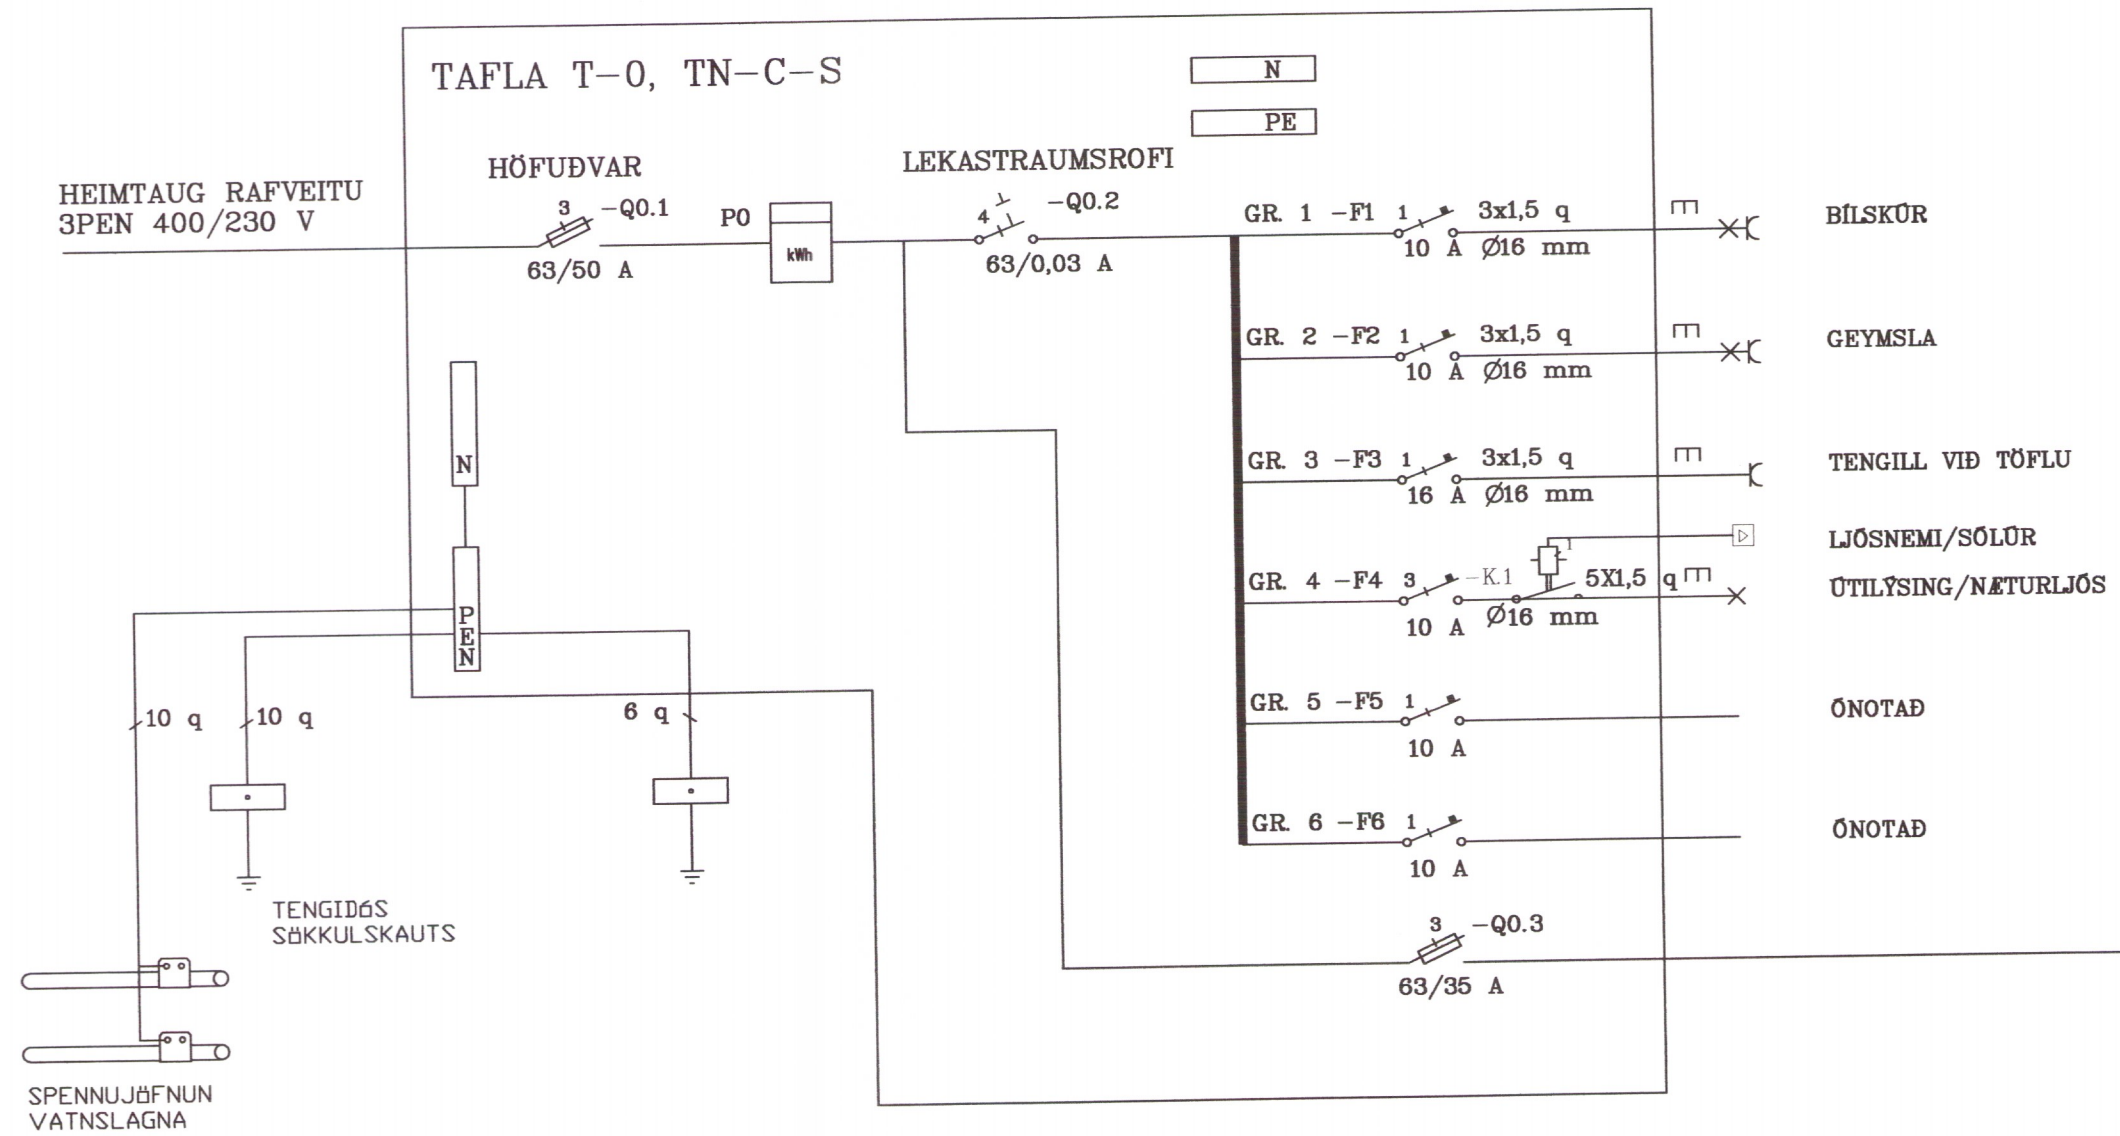 TAFLA T-0, TN-C-S
N
PE
HEIMTAUG RAFVEITU
3PEN 400/230 V
HÖFUÐVAR
3 -Q0.1
63/50 A
P0
kWh
LEKASTRAUMSROFI
4 -Q0.2
63/0,03 A
GR. 1 -F1 1 3x1,5 q
10 A Ø16 mm
BÍLSKÚR
GR. 2 -F2 1 3x1,5 q
10 A Ø16 mm
GEYMSLA
GR. 3 -F3 1 3x1,5 q
16 A Ø16 mm
TENGILL VIÐ TÖFLU
1
LJÓSNEMI/SÓLÚR
GR. 4 -F4 3 -K.1 5X1,5 q
10 A Ø16 mm
ÚTILÝSING/NÆTURLJÓS
GR. 5 -F5 1
10 A
ÓNOTAÐ
GR. 6 -F6 1
10 A
ÓNOTAÐ
3 -Q0.3
63/35 A
N
P
E
N
10 q
10 q
6 q
TENGIDÓS
SÖKKULSKAUTS
SPENNUJÖFNUN
VATNSLAGNA